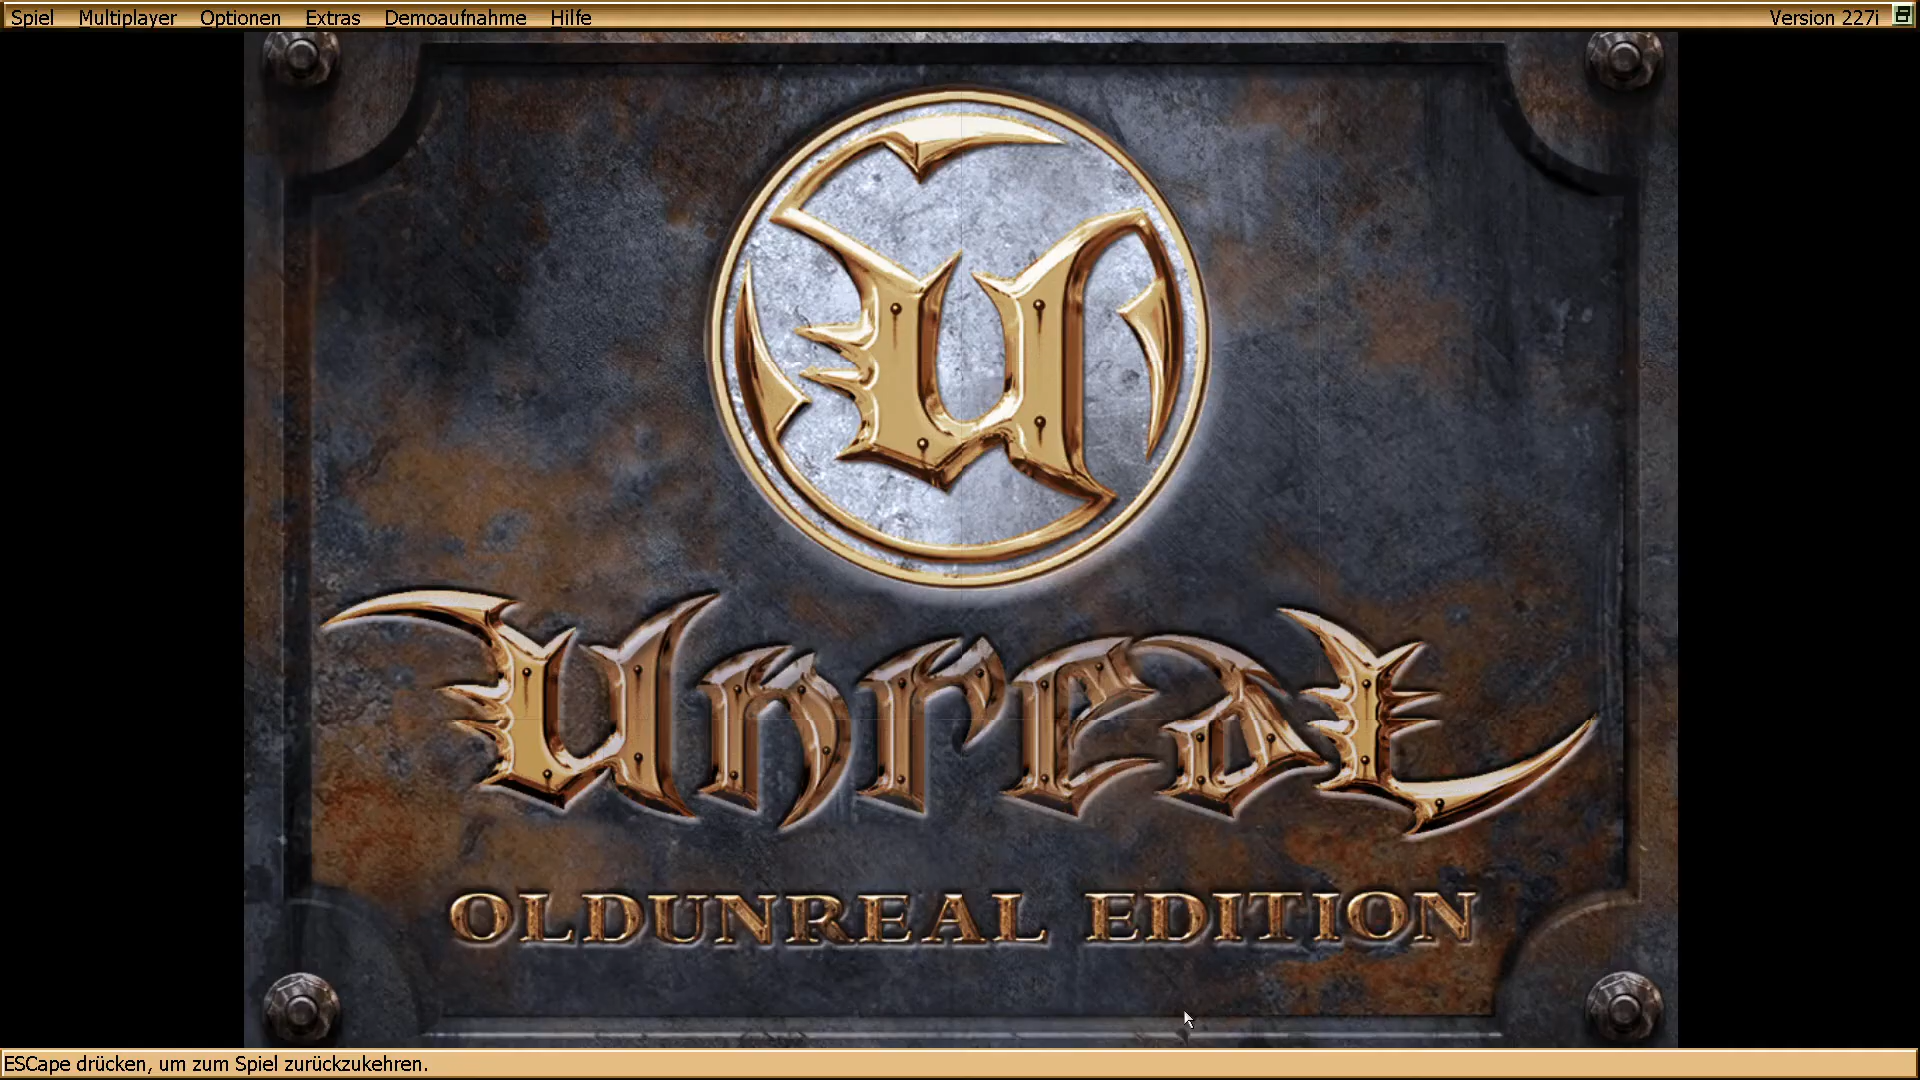 Spiel Multiplayer Optionen Extras Demoaufnahme Hilfe Version 227i
Unreal
OLDUNREAL EDITION
ESCape drücken, um zum Spiel zurückzukehren.